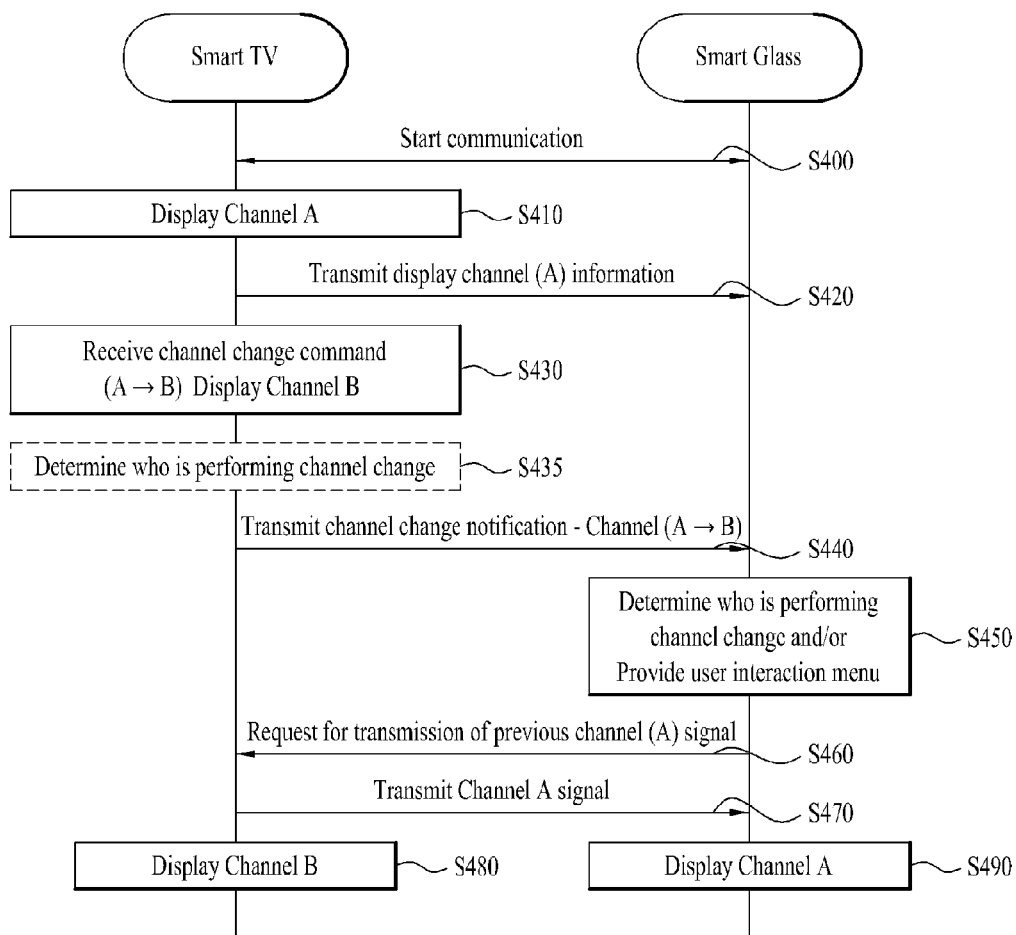 Smart TV
Smart Glass
Start communication
S400
Display Channel A
S410
Transmit display channel (A) information
S420
Receive channel change command
(A → B) Display Channel B
S430
Determine who is performing channel change
S435
Transmit channel change notification - Channel (A → B)
S440
Determine who is performing
channel change and/or
Provide user interaction menu
S450
Request for transmission of previous channel (A) signal
S460
Transmit Channel A signal
S470
Display Channel B
S480
Display Channel A
S490